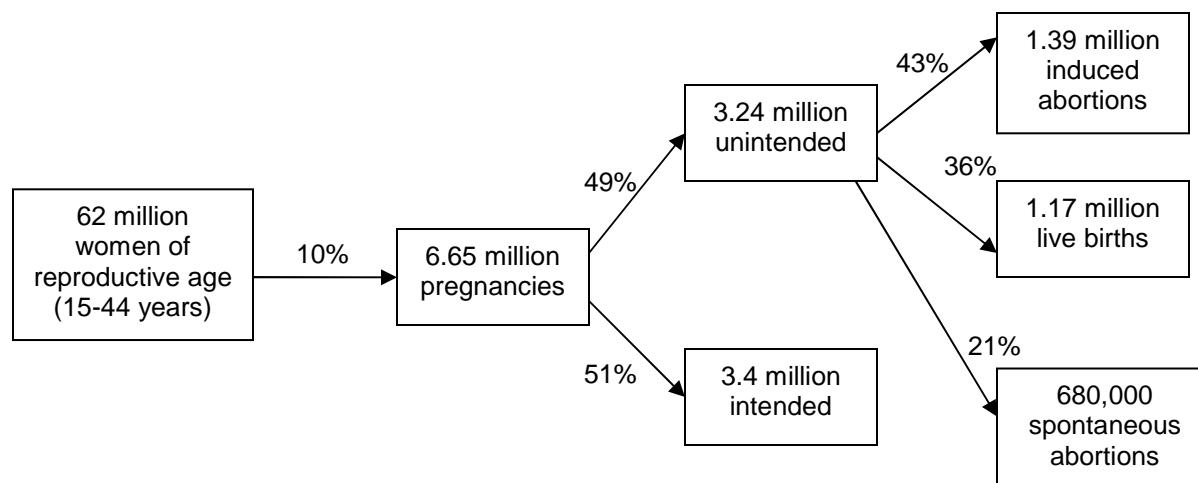 62 million
women of
reproductive age
(15-44 years)
10%
6.65 million
pregnancies
49%
51%
3.24 million
unintended
3.4 million
intended
43%
36%
21%
1.39 million
induced
abortions
1.17 million
live births
680,000
spontaneous
abortions